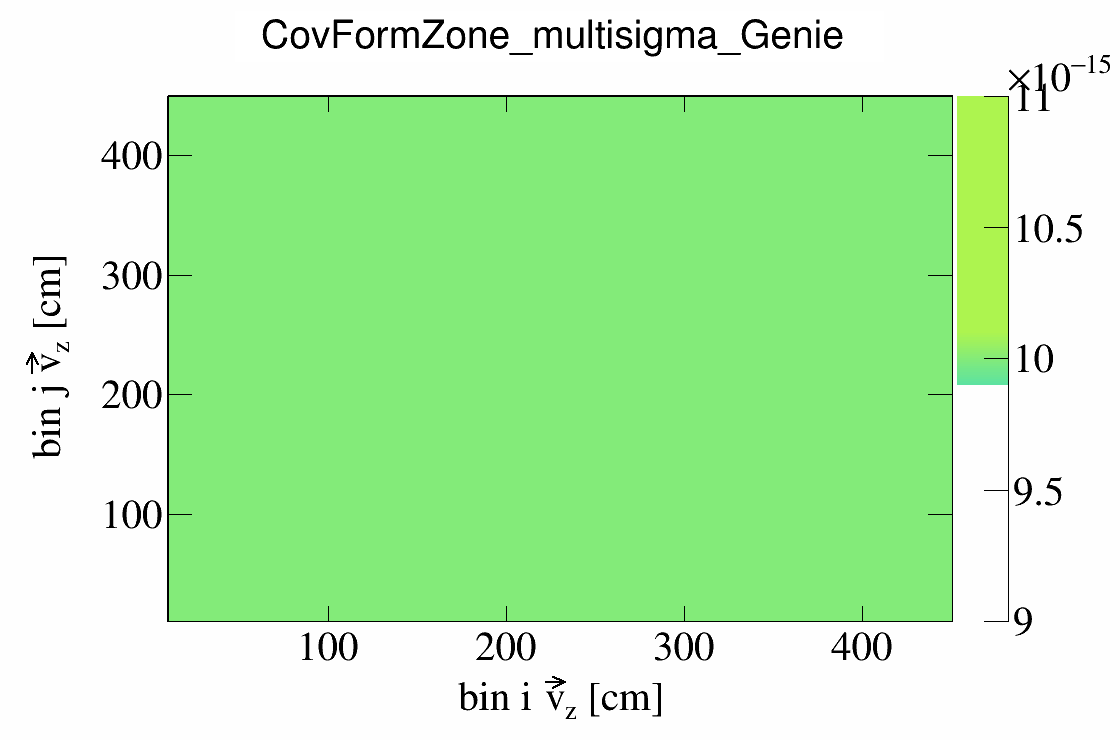 CovFormZone_multisigma_Genie
×10⁻¹⁵
11
10.5
10
9.5
9
400
300
200
100
bin j v⃗z [cm]
100 200 300 400
bin i v⃗z [cm]